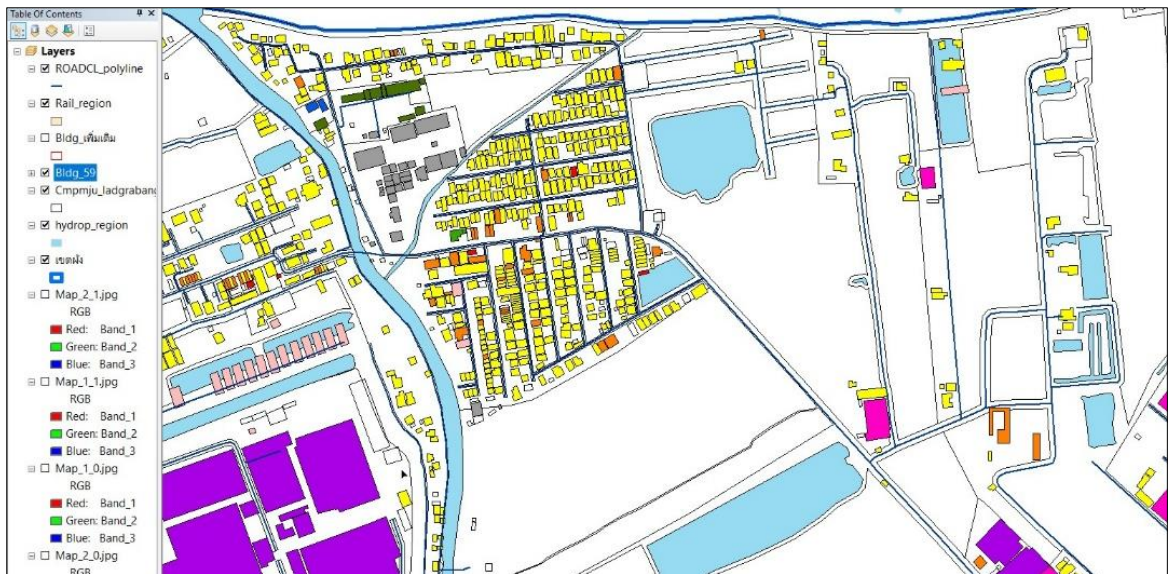 Table Of Contents
Layers
ROADCL_polyline
Rail_region
Bldg_เพิ่มเติม
Bldg_59
Cmpmju_ladgrabang
hydrop_region
เขตผัง
Map_2_1.jpg
RGB
Red: Band_1
Green: Band_2
Blue: Band_3
Map_1_1.jpg
RGB
Red: Band_1
Green: Band_2
Blue: Band_3
Map_1_0.jpg
RGB
Red: Band_1
Green: Band_2
Blue: Band_3
Map_2_0.jpg
RGB